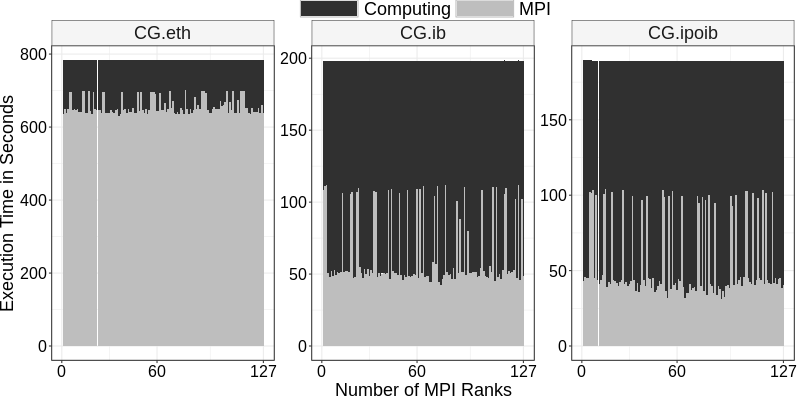 Computing MPI
CG.eth CG.ib CG.ipoib
Execution Time in Seconds
800
600
400
200
0
200
150
100
50
0
150
100
50
0
0 60 127 0 60 127 0 60 127
Number of MPI Ranks